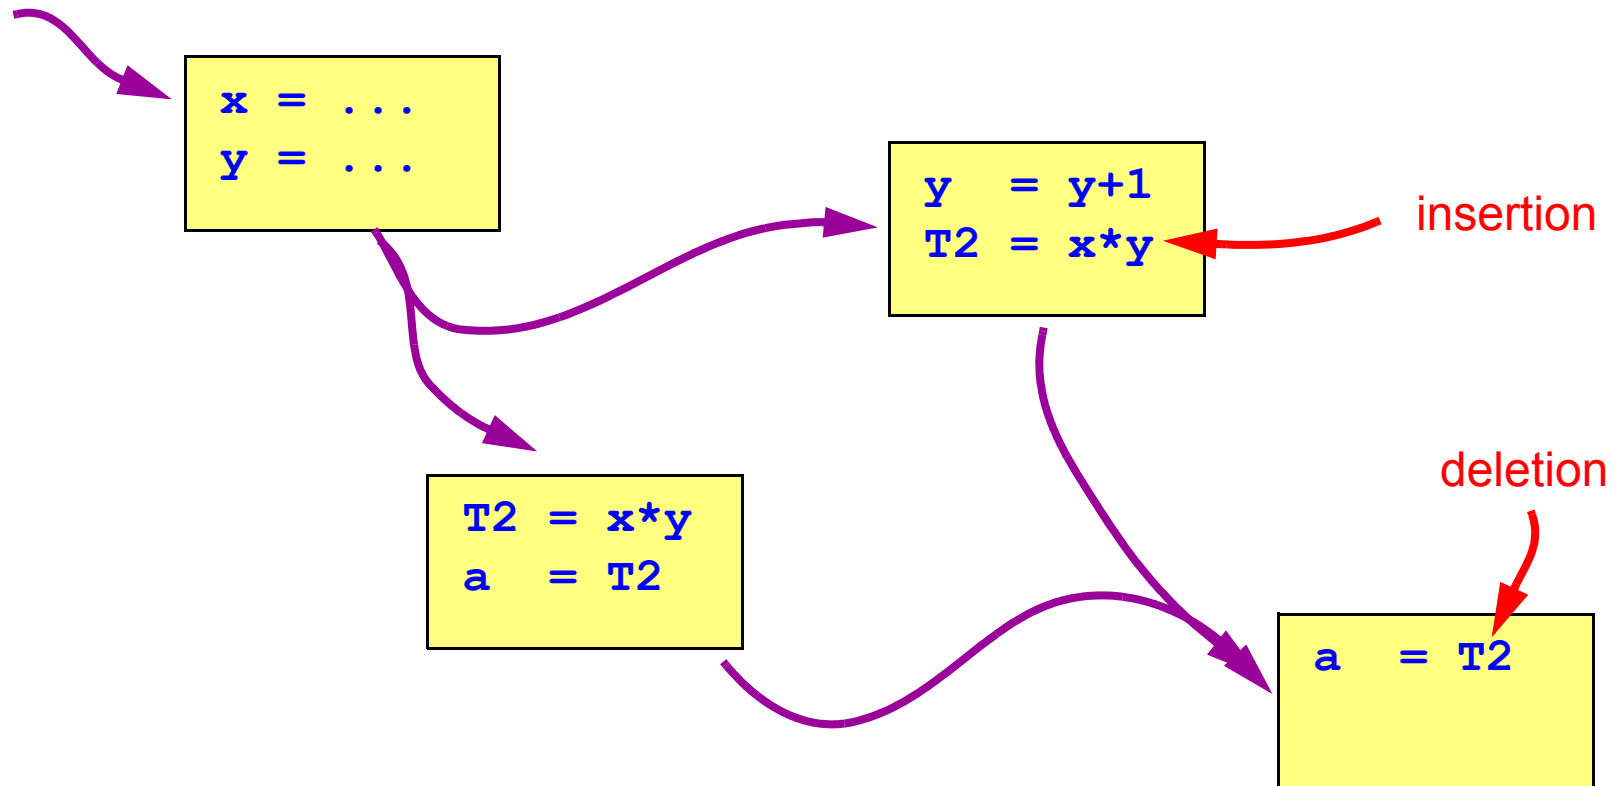 x = ...
y = ...
y  = y+1
T2 = x*y
insertion
T2 = x*y
a  = T2
deletion
a  = T2